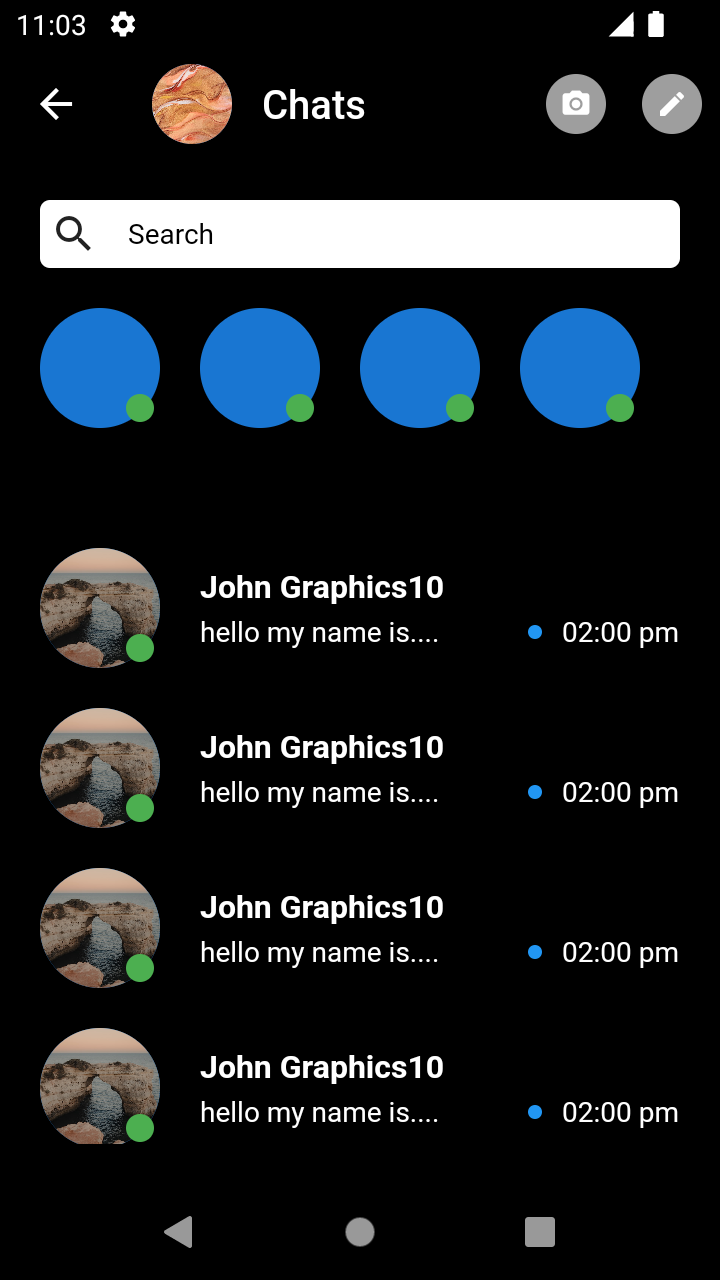 11:03
Chats
Search
John Graphics10
hello my name is.... 02:00 pm
John Graphics10
hello my name is.... 02:00 pm
John Graphics10
hello my name is.... 02:00 pm
John Graphics10
hello my name is.... 02:00 pm